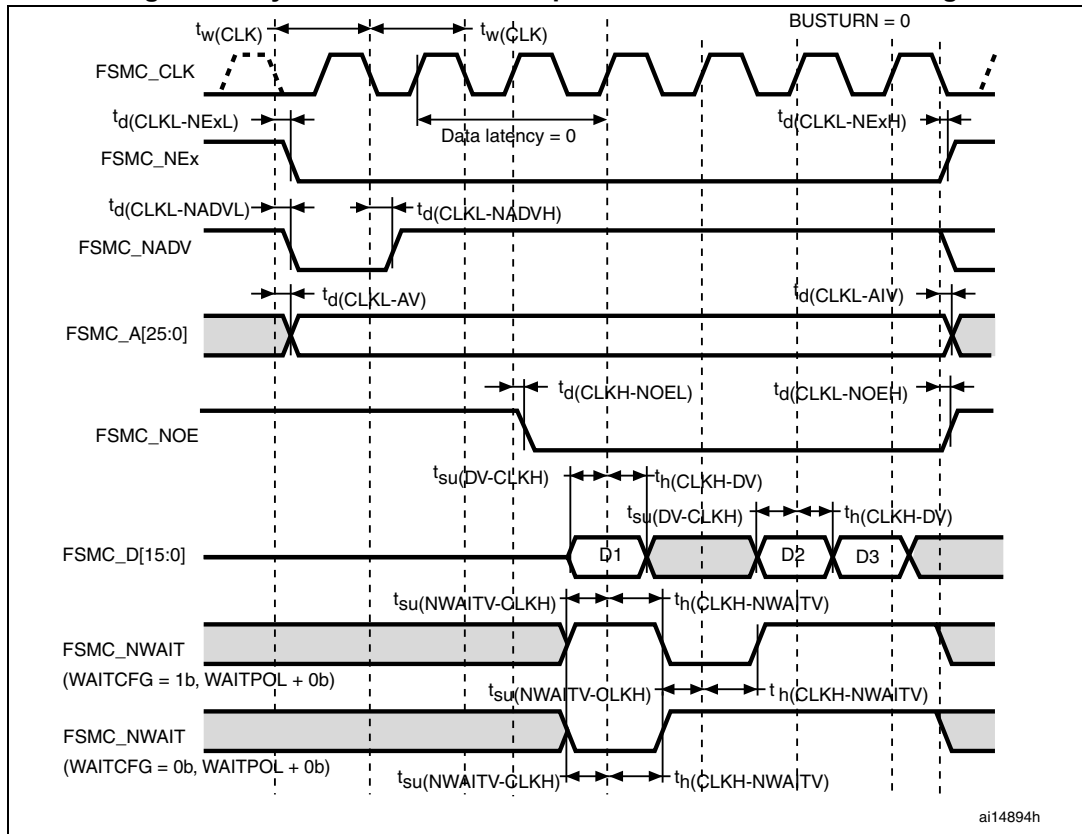 BUSTURN = 0
tw(CLK)
tw(CLK)
FSMC_CLK
td(CLKL-NExL)
Data latency = 0
td(CLKL-NExH)
FSMC_NEx
td(CLKL-NADVL)
td(CLKL-NADVH)
FSMC_NADV
td(CLKL-AV)
td(CLKL-AIV)
FSMC_A[25:0]
td(CLKH-NOEL)
td(CLKL-NOEH)
FSMC_NOE
tsu(DV-CLKH)
th(CLKH-DV)
tsu(DV-CLKH)
th(CLKH-DV)
FSMC_D[15:0]
D1
D2
D3
tsu(NWAITV-CLKH)
th(CLKH-NWAITV)
FSMC_NWAIT
(WAITCFG = 1b, WAITPOL + 0b)
tsu(NWAITV-CLKH)
th(CLKH-NWAITV)
FSMC_NWAIT
(WAITCFG = 0b, WAITPOL + 0b)
tsu(NWAITV-CLKH)
th(CLKH-NWAITV)
ai14894h